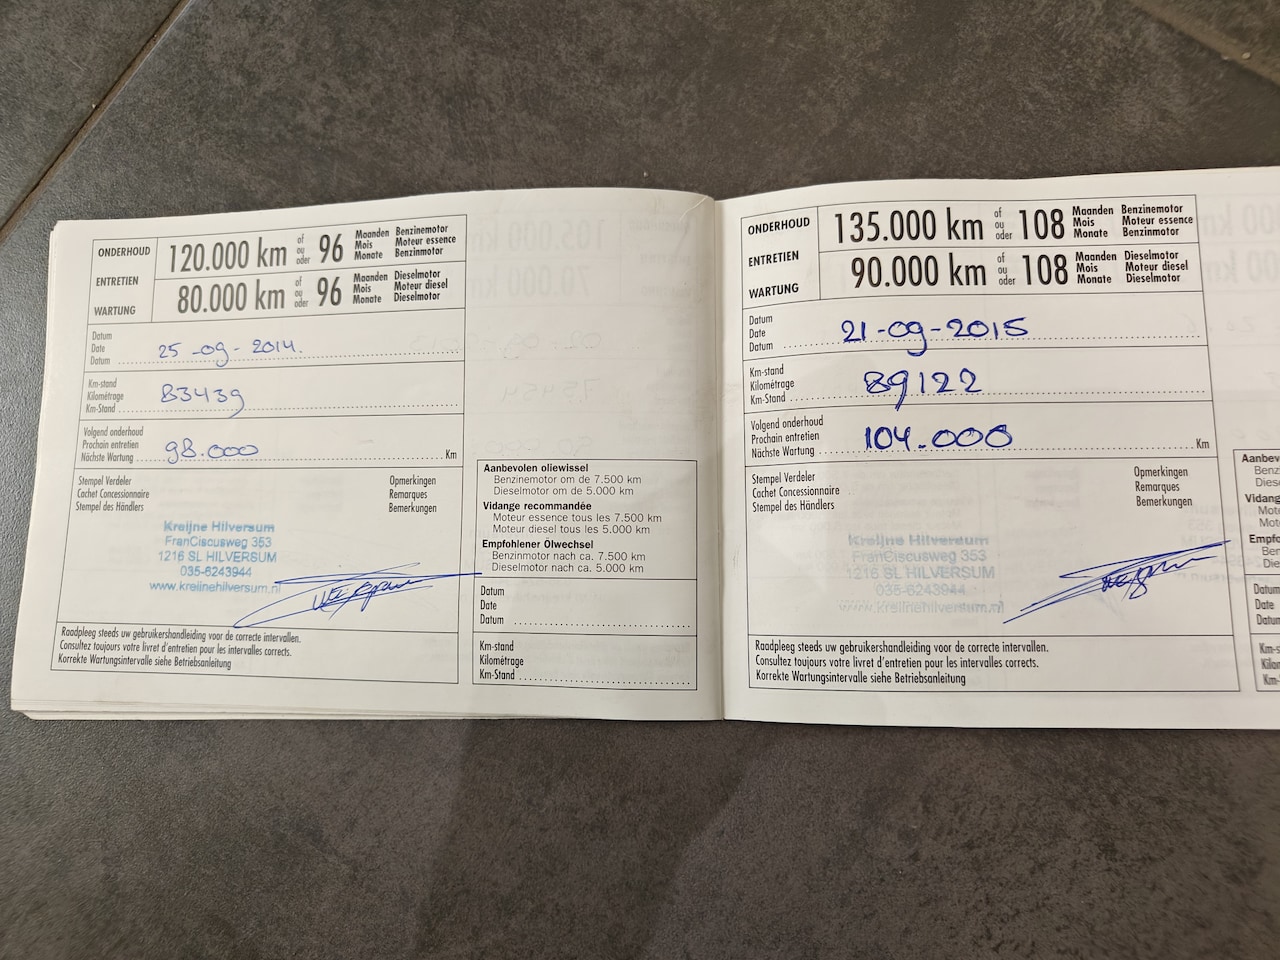 ONDERHOUD
ENTRETIEN
WARTUNG
120.000 km of ou oder 96 Maanden Mois Monate Benzinemotor Moteur essence Benzinmotor
80.000 km of ou oder 96 Maanden Mois Monate Dieselmotor Moteur diesel Dieselmotor
Datum
Date
Datum 25-09-2014.
Km-stand
Kilométrage
Km-Stand 83439
Volgend onderhoud
Prochain entretien
Nächste Wartung 98.000 Km
Stempel Verdeler
Cachet Concessionnaire
Stempel des Händlers
Opmerkingen
Remarques
Bemerkungen
Kreijne Hilversum
FranCiscusweg 353
1216 SL HILVERSUM
035-6243944
www.kreijnehilversum.nl
Raadpleeg steeds uw gebruikershandleiding voor de correcte intervallen.
Consultez toujours votre livret d'entretien pour les intervalles corrects.
Korrekte Wartungsintervalle siehe Betriebsanleitung
Aanbevolen oliewissel
Benzinemotor om de 7.500 km
Dieselmotor om de 5.000 km
Vidange recommandée
Moteur essence tous les 7.500 km
Moteur diesel tous les 5.000 km
Empfohlener Ölwechsel
Benzinmotor nach ca. 7.500 km
Dieselmotor nach ca. 5.000 km
Datum
Date
Datum
Km-stand
Kilométrage
Km-Stand
ONDERHOUD
ENTRETIEN
WARTUNG
135.000 km of ou oder 108 Maanden Mois Monate Benzinemotor Moteur essence Benzinmotor
90.000 km of ou oder 108 Maanden Mois Monate Dieselmotor Moteur diesel Dieselmotor
Datum
Date
Datum 21-09-2015
Km-stand
Kilométrage
Km-Stand 89122
Volgend onderhoud
Prochain entretien
Nächste Wartung 104.000 Km
Stempel Verdeler
Cachet Concessionnaire
Stempel des Händlers
Opmerkingen
Remarques
Bemerkungen
Kreijne Hilversum
FranCiscusweg 353
1216 SL HILVERSUM
035-6243944
www.kreijnehilversum.nl
Raadpleeg steeds uw gebruikershandleiding voor de correcte intervallen.
Consultez toujours votre livret d'entretien pour les intervalles corrects.
Korrekte Wartungsintervalle siehe Betriebsanleitung